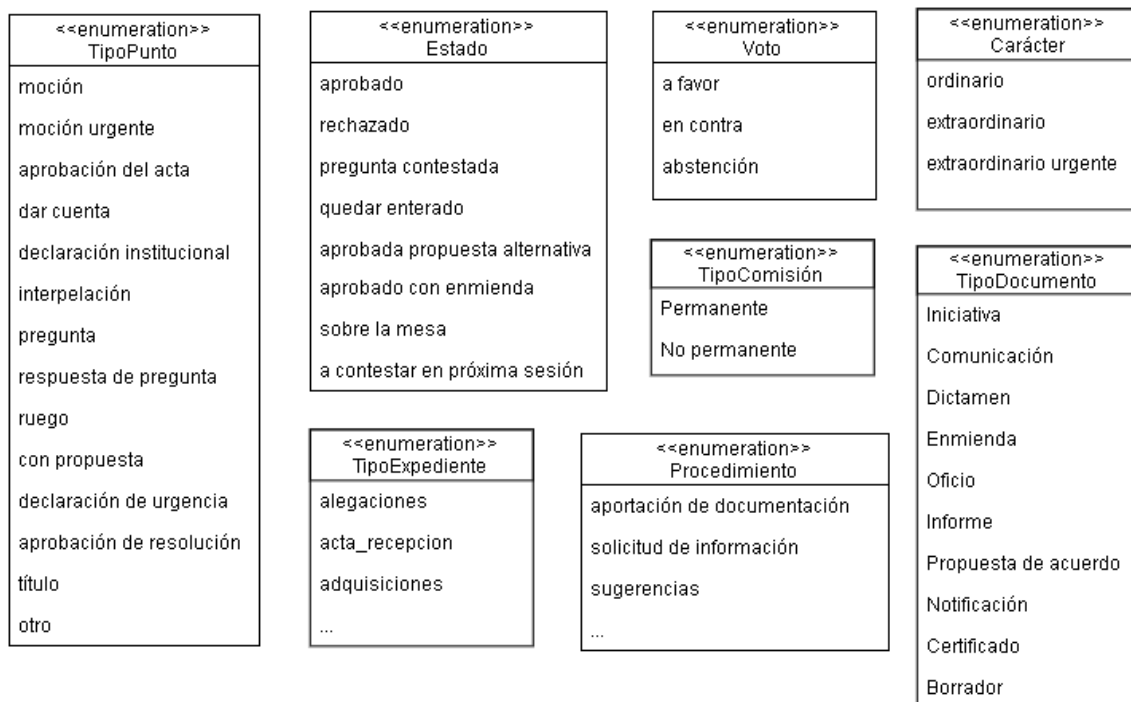 <<enumeration>>
TipoPunto
moción
moción urgente
aprobación del acta
dar cuenta
declaración institucional
interpelación
pregunta
respuesta de pregunta
ruego
con propuesta
declaración de urgencia
aprobación de resolución
título
otro
<<enumeration>>
Estado
aprobado
rechazado
pregunta contestada
quedar enterado
aprobada propuesta alternativa
aprobado con enmienda
sobre la mesa
a contestar en próxima sesión
<<enumeration>>
Voto
a favor
en contra
abstención
<<enumeration>>
Carácter
ordinario
extraordinario
extraordinario urgente
<<enumeration>>
TipoComisión
Permanente
No permanente
<<enumeration>>
TipoDocumento
Iniciativa
Comunicación
Dictamen
Enmienda
Oficio
Informe
Propuesta de acuerdo
Notificación
Certificado
Borrador
<<enumeration>>
TipoExpediente
alegaciones
acta_recepcion
adquisiciones
...
<<enumeration>>
Procedimiento
aportación de documentación
solicitud de información
sugerencias
...